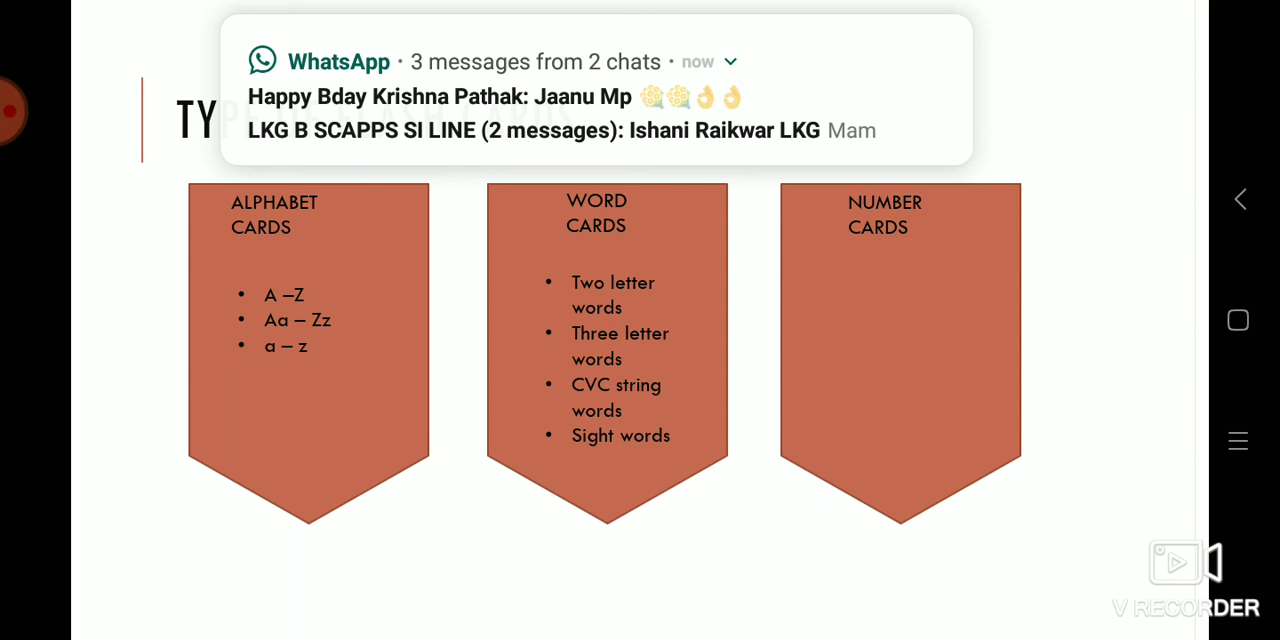 WhatsApp • 3 messages from 2 chats • now
Happy Bday Krishna Pathak: Jaanu Mp 💐💐👌👌
LKG B SCAPPS SI LINE (2 messages): Ishani Raikwar LKG Mam
ALPHABET
CARDS
• A –Z
• Aa – Zz
• a – z
WORD
CARDS
• Two letter
words
• Three letter
words
• CVC string
words
• Sight words
NUMBER
CARDS
V RECORDER